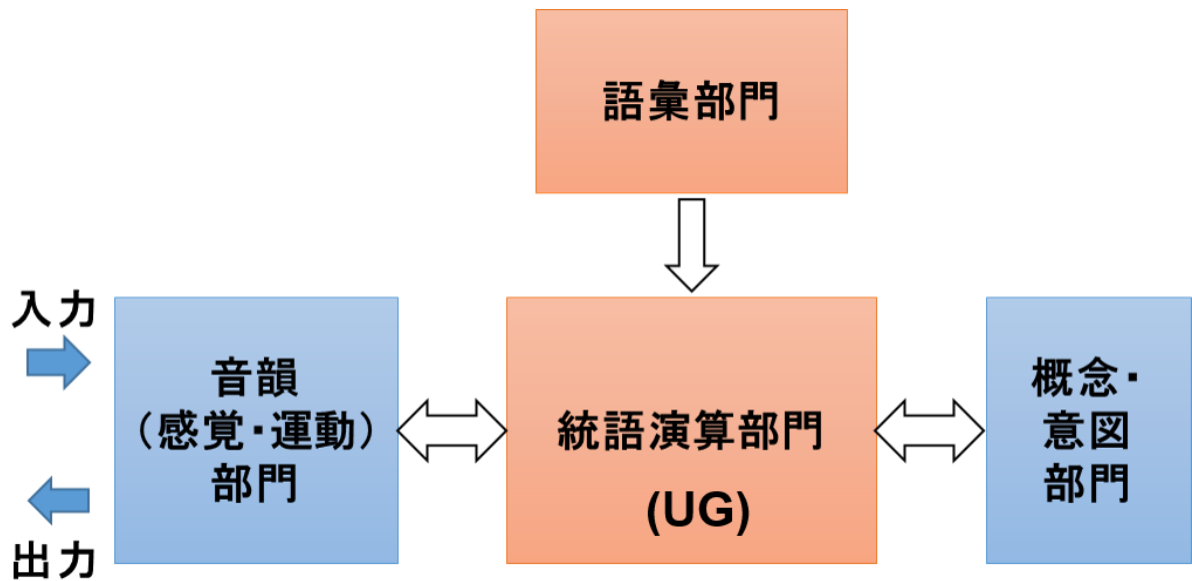 語彙部門
入力
音韻
（感覚・運動）
部門
出力
統語演算部門
(UG)
概念・
意図
部門